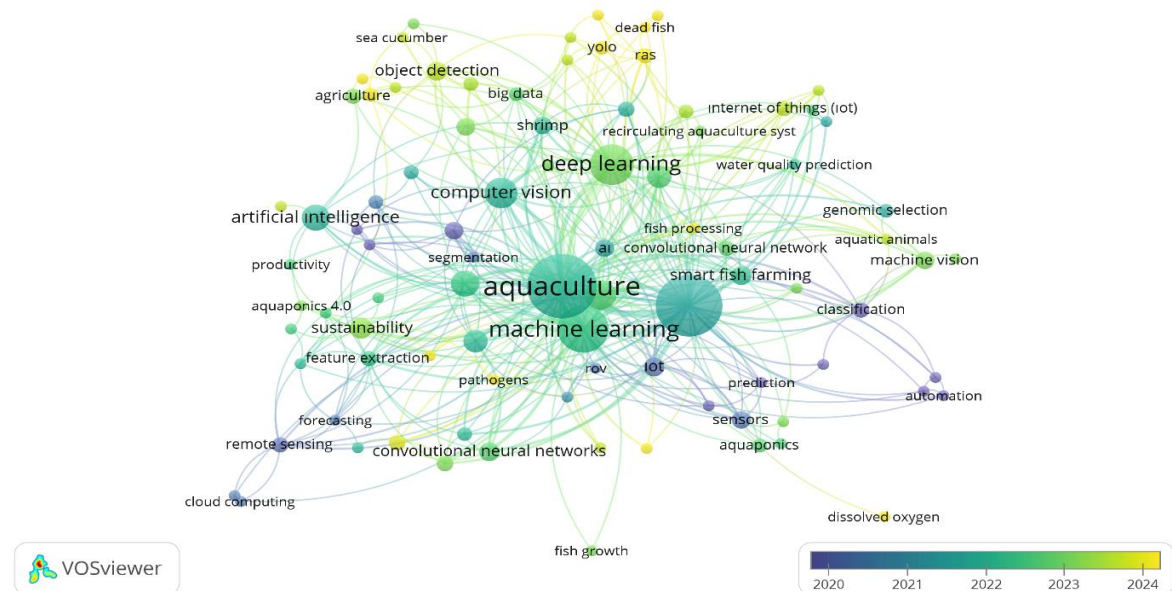 dead fish
sea cucumber
yolo
ras
object detection
agriculture
big data
internet of things (ıot)
shrimp
recirculating aquaculture syst
deep learning
water quality prediction
computer vision
genomic selection
artificial ıntelligence
fish processing
aquatic animals
aı
convolutional neural network
segmentation
machine vision
productivity
smart fish farming
aquaculture
aquaponics 4.0
classification
sustainability
machine learning
feature extraction
rov
ıot
pathogens
prediction
automation
forecasting
sensors
remote sensing
aquaponics
convolutional neural networks
cloud computing
dissolved oxygen
fish growth
VOSviewer
2020 2021 2022 2023 2024